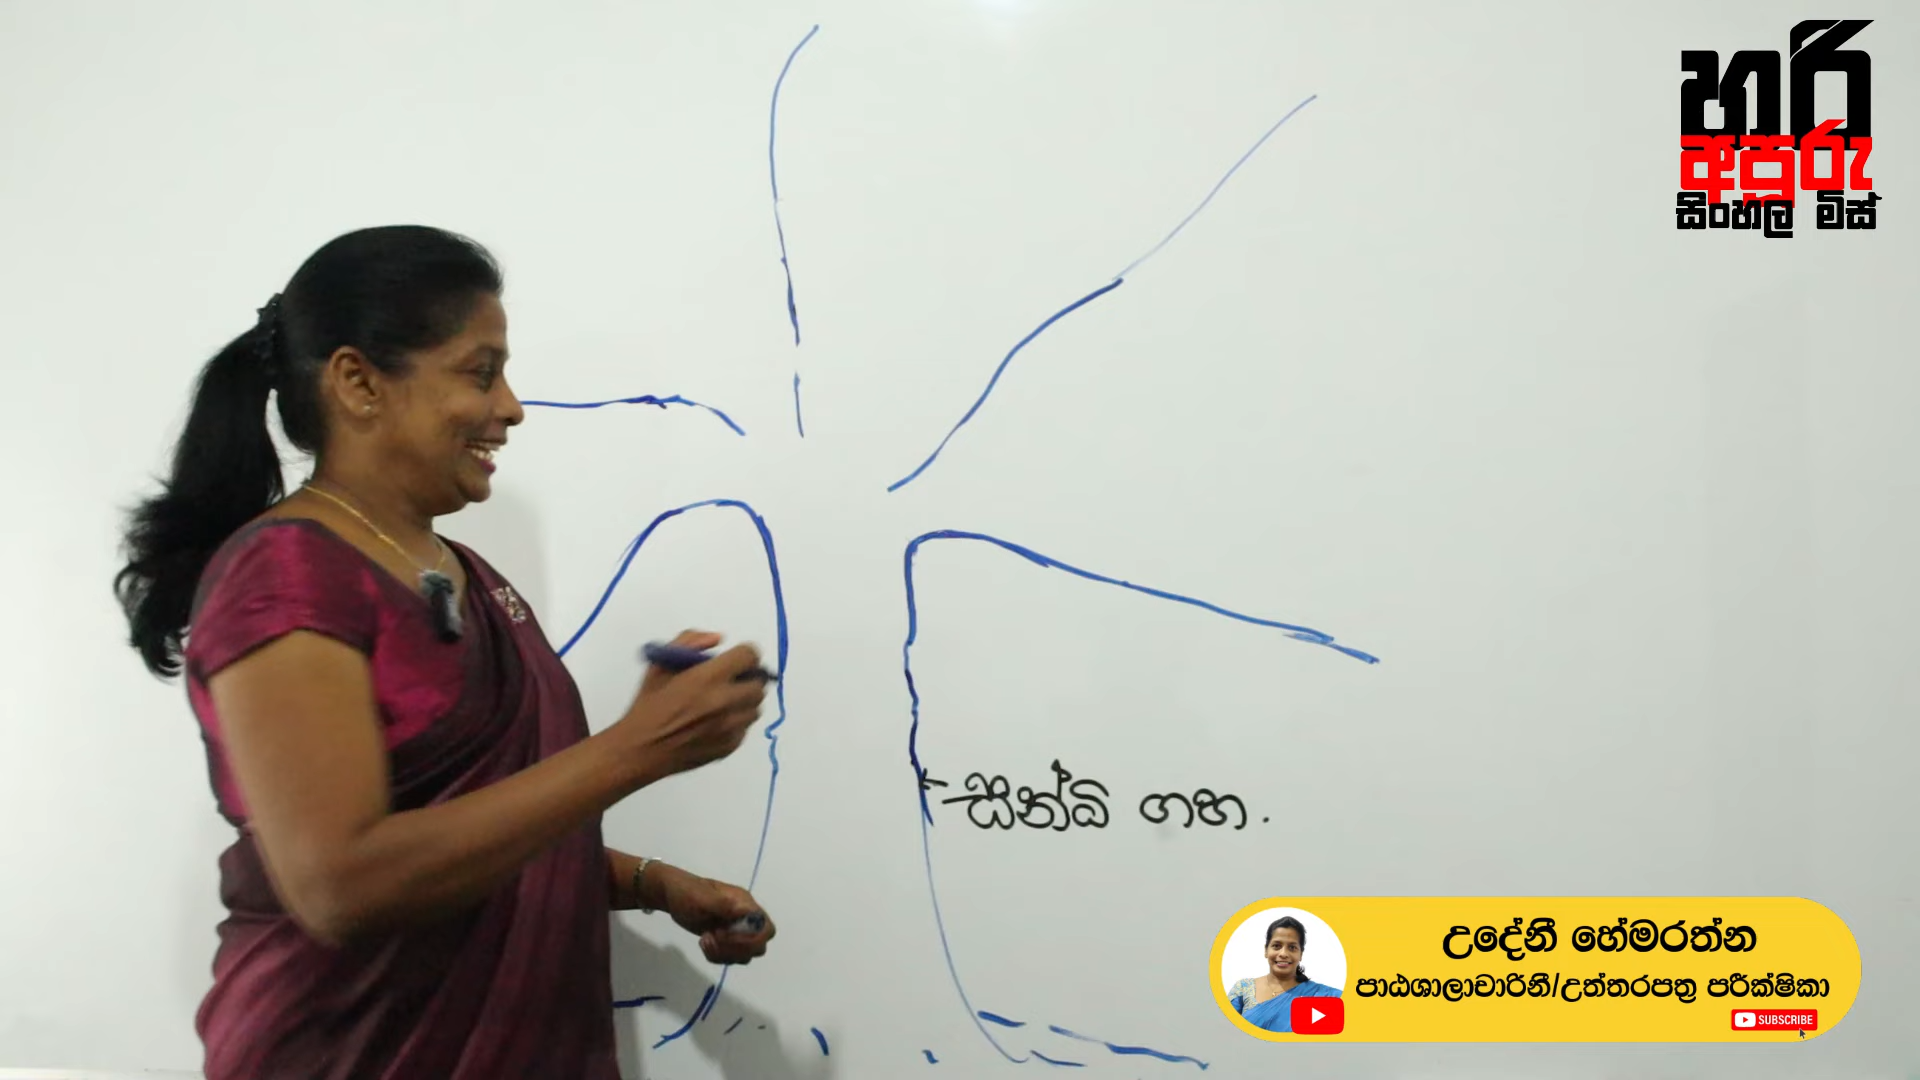 හරි
අපූරු
සිංහල මිස්
සන්ධි ගහ.
උදේනී හේමරත්න
පාඨශාලාචාරිනී/උත්තරපත්‍ර පරීක්ෂිකා
SUBSCRIBE